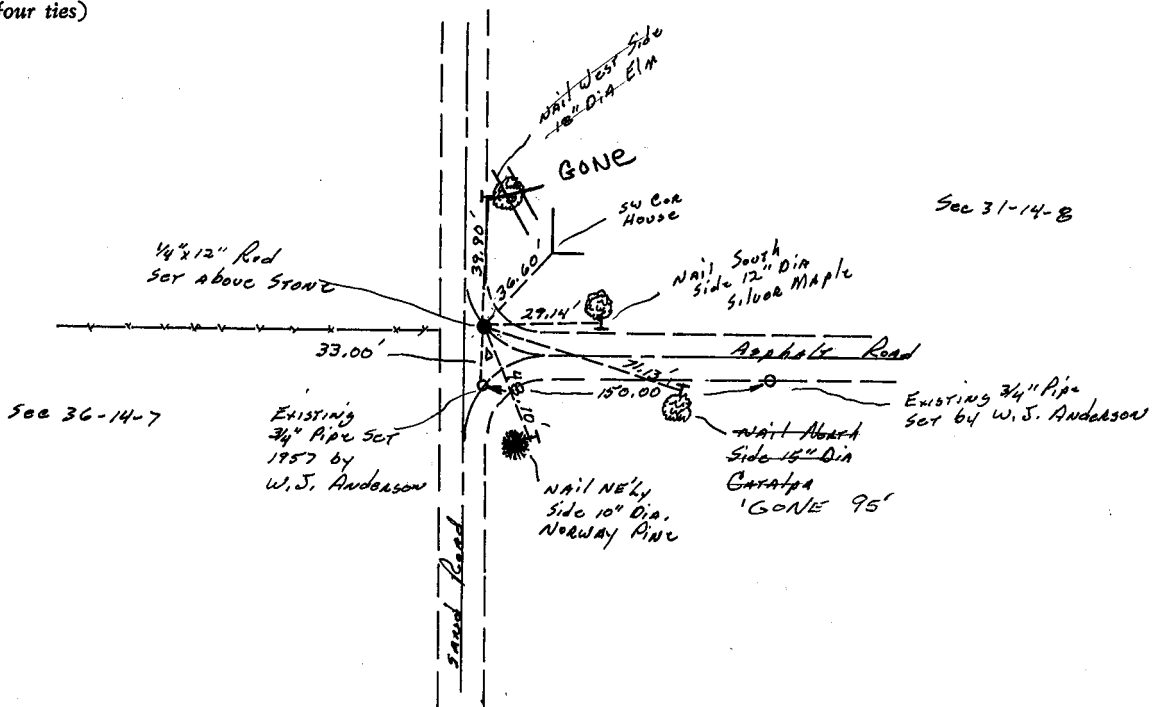 four ties)
Nail West Side
18" Dia Elm
GONE
SW Cor
House
Sec 31-14-8
1/4" x 12" Rod
Set Above Stone
39.90'
36.60'
Nail South
Side 12" Dia
Silver Maple
29.14'
33.00'
Asphalt Road
71.13'
150.00
48.10'
Existing 3/4" Pipe
Set by W.J. Anderson
Sec 36-14-7
Existing
3/4" Pipe Set
1957 by
W.J. Anderson
Nail North
Side 15" Dia
Catalpa
'GONE 95'
Nail NE'ly
Side 10" Dia.
Norway Pine
Sand Road